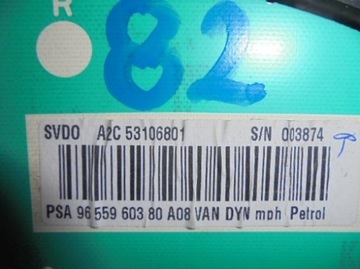 R
82
SVDO A2C 53106801 S/N 003874
PSA 96 559 603 80 A08 VAN DYN mph Petrol